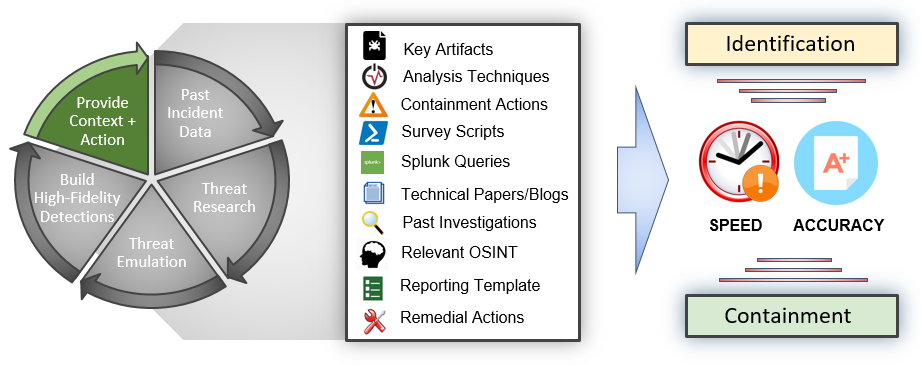 Provide
Context +
Action
Past
Incident
Data
Threat
Research
Threat
Emulation
Build
High-Fidelity
Detections
Key Artifacts
Analysis Techniques
Containment Actions
Survey Scripts
splunk>
Splunk Queries
Technical Papers/Blogs
Past Investigations
Relevant OSINT
Reporting Template
Remedial Actions
Identification
A+
SPEED
ACCURACY
Containment